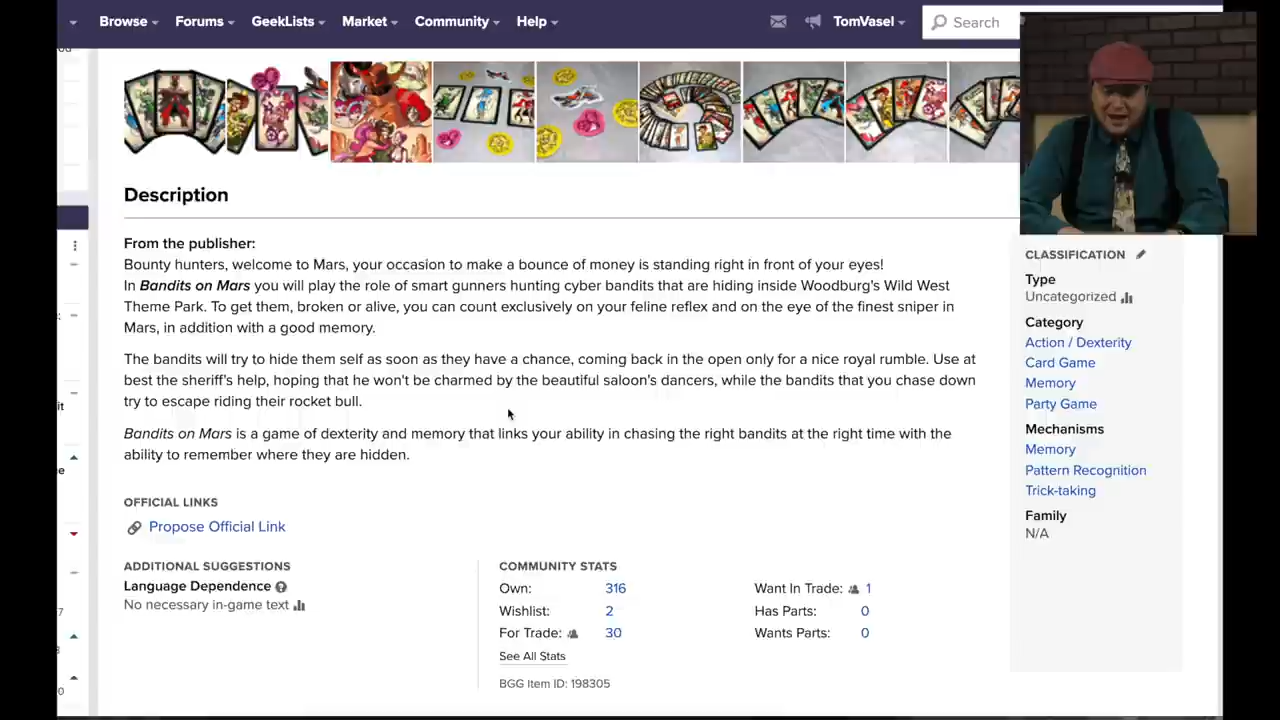 Browse Forums GeekLists Market Community Help TomVasel Search
Description
From the publisher:
Bounty hunters, welcome to Mars, your occasion to make a bounce of money is standing right in front of your eyes!
In Bandits on Mars you will play the role of smart gunners hunting cyber bandits that are hiding inside Woodburg's Wild West
Theme Park. To get them, broken or alive, you can count exclusively on your feline reflex and on the eye of the finest sniper in
Mars, in addition with a good memory.
The bandits will try to hide them self as soon as they have a chance, coming back in the open only for a nice royal rumble. Use at
best the sheriff's help, hoping that he won't be charmed by the beautiful saloon's dancers, while the bandits that you chase down
try to escape riding their rocket bull.
Bandits on Mars is a game of dexterity and memory that links your ability in chasing the right bandits at the right time with the
ability to remember where they are hidden.
OFFICIAL LINKS
Propose Official Link
ADDITIONAL SUGGESTIONS
Language Dependence
No necessary in-game text
COMMUNITY STATS
Own: 316
Wishlist: 2
For Trade: 30
See All Stats
BGG Item ID: 198305
Want In Trade: 1
Has Parts: 0
Wants Parts: 0
CLASSIFICATION
Type
Uncategorized
Category
Action / Dexterity
Card Game
Memory
Party Game
Mechanisms
Memory
Pattern Recognition
Trick-taking
Family
N/A